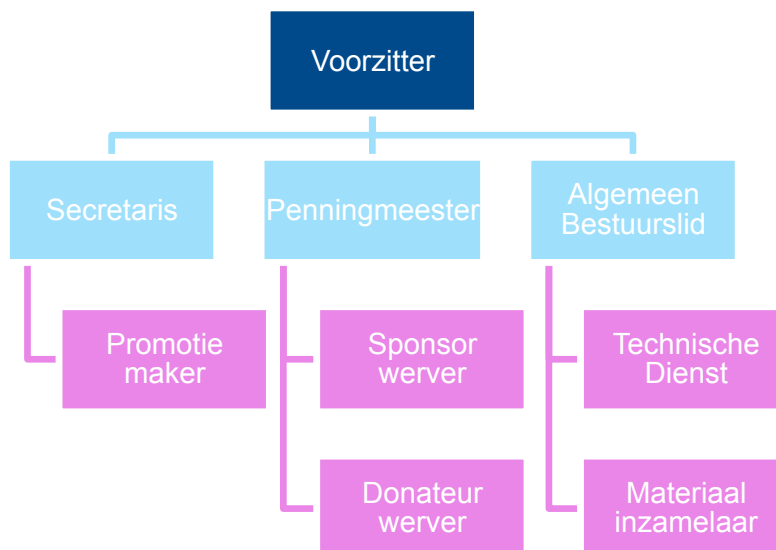 Voorzitter
Secretaris
Penningmeester
Algemeen
Bestuurslid
Promotie
maker
Sponsor
werver
Technische
Dienst
Donateur
werver
Materiaal
inzamelaar